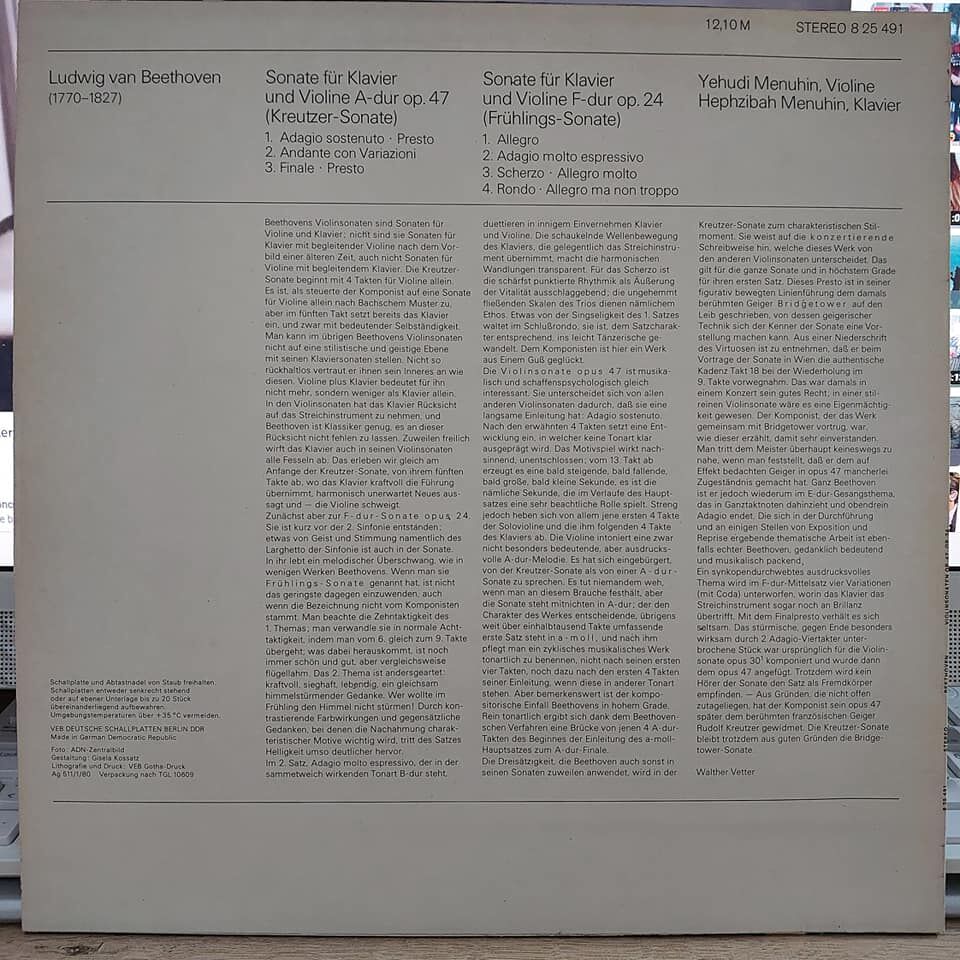 12,10 M
STEREO 8 25 491
Ludwig van Beethoven
(1770–1827)
Sonate für Klavier
und Violine A-dur op. 47
(Kreutzer-Sonate)
1. Adagio sostenuto · Presto
2. Andante con Variazioni
3. Finale · Presto
Sonate für Klavier
und Violine F-dur op. 24
(Frühlings-Sonate)
1. Allegro
2. Adagio molto espressivo
3. Scherzo · Allegro molto
4. Rondo · Allegro ma non troppo
Yehudi Menuhin, Violine
Hephzibah Menuhin, Klavier
Beethovens Violinsonaten sind Sonaten für
Violine und Klavier; nicht sind sie Sonaten für
Klavier mit begleitender Violine nach dem Vor-
bild einer älteren Zeit, auch nicht Sonaten für
Violine mit begleitendem Klavier. Die Kreutzer-
Sonate beginnt mit 4 Takten für Violine allein.
Es ist, als steuerte der Komponist auf eine Sonate
für Violine allein nach Bachschem Muster zu,
aber im fünften Takt setzt bereits das Klavier
ein, und zwar mit bedeutender Selbständigkeit.
Man kann im übrigen Beethovens Violinsonaten
nicht auf eine stilistische und geistige Ebene
mit seinen Klaviersonaten stellen. Nicht so
rückhaltlos vertraut er ihnen sein Inneres an wie
diesen. Violine plus Klavier bedeutet für ihn
nicht mehr, sondern weniger als Klavier allein.
In den Violinsonaten hat das Klavier Rücksicht
auf das Streichinstrument zu nehmen, und
Beethoven ist Klassiker genug, es an dieser
Rücksicht nicht fehlen zu lassen. Zuweilen freilich
wirft das Klavier auch in seinen Violinsonaten
alle Fesseln ab. Das erleben wir gleich am
Anfange der Kreutzer-Sonate, von ihrem fünften
Takte ab, wo das Klavier kraftvoll die Führung
übernimmt, harmonisch unerwartet Neues aus-
sagt und — die Violine schweigt.
Zunächst aber zur F-dur-Sonate opus 24.
Sie ist kurz vor der 2. Sinfonie entstanden;
etwas von Geist und Stimmung namentlich des
Larghetto der Sinfonie ist auch in der Sonate.
In ihr lebt ein melodischer Überschwang, wie in
wenigen Werken Beethovens. Wenn man sie
Frühlings-Sonate genannt hat, ist nicht
das geringste dagegen einzuwenden, auch
wenn die Bezeichnung nicht vom Komponisten
stammt. Man beachte die Zehntaktigkeit des
1. Themas; man verwandle sie in normale Acht-
taktigkeit, indem man vom 6. gleich zum 9. Takte
übergeht; was dabei herauskommt, ist noch
immer schön und gut, aber vergleichsweise
flügellahm. Das 2. Thema ist andersgeartet:
kraftvoll, sieghaft, lebendig, ein gleichsam
himmelstürmender Gedanke. Wer wollte im
Frühling den Himmel nicht stürmen! Durch kon-
trastierende Farbwirkungen und gegensätzliche
Gedanken, bei denen die Nachahmung charak-
teristischer Motive wichtig wird, tritt des Satzes
Helligkeit umso deutlicher hervor.
Im 2. Satz, Adagio molto espressivo, der in der
sammetweich wirkenden Tonart B-dur steht,
duettieren in innigem Einvernehmen Klavier
und Violine. Die schaukelnde Wellenbewegung
des Klaviers, die gelegentlich das Streichinstru-
ment übernimmt, macht die harmonischen
Wandlungen transparent. Für das Scherzo ist
die schärfst punktierte Rhythmik als Äußerung
der Vitalität ausschlaggebend; die ungehemmt
fließenden Skalen des Trios dienen nämlichem
Ethos. Etwas von der Singseligkeit des 1. Satzes
waltet im Schlußrondo, sie ist, dem Satzcharak-
ter entsprechend, ins leicht Tänzerische ge-
wandelt. Dem Komponisten ist hier ein Werk
aus Einem Guß geglückt.
Die Violinsonate opus 47 ist musika-
lisch und schaffenspsychologisch gleich
interessant. Sie unterscheidet sich von allen
anderen Violinsonaten dadurch, daß sie eine
langsame Einleitung hat: Adagio sostenuto.
Nach den erwähnten 4 Takten setzt eine Ent-
wicklung ein, in welcher keine Tonart klar
ausgeprägt wird. Das Motivspiel wirkt nach-
sinnend, unentschlossen; vom 13. Takt ab
erzeugt es eine bald steigende, bald fallende,
bald große, bald kleine Sekunde, es ist die
nämliche Sekunde, die im Verlaufe des Haupt-
satzes eine sehr beachtliche Rolle spielt. Streng
jedoch heben sich von allem jene ersten 4 Takte
der Solovioline und die ihm folgenden 4 Takte
des Klaviers ab. Die Violine intoniert eine zwar
nicht besonders bedeutende, aber ausdrucks-
volle A-dur-Melodie. Es hat sich eingebürgert,
von der Kreutzer-Sonate als von einer A-dur-
Sonate zu sprechen. Es tut niemandem weh,
wenn man an diesem Brauche festhält, aber
die Sonate steht mitnichten in A-dur; der den
Charakter des Werkes entscheidende, übrigens
weit über einhalbtausend Takte umfassende
erste Satz steht in a-moll, und nach ihm
pflegt man ein zyklisches musikalisches Werk
tonartlich zu benennen, nicht nach seinen ersten
vier Takten, noch dazu nach den ersten 4 Takten
seiner Einleitung, wenn diese in anderer Tonart
stehen. Aber bemerkenswert ist der kompo-
sitorische Einfall Beethovens in hohem Grade.
Rein tonartlich ergibt sich dank dem Beethoven-
schen Verfahren eine Brücke von jenen 4 A-dur-
Takten des Beginnes der Einleitung des a-moll-
Hauptsatzes zum A-dur-Finale.
Die Dreisätzigkeit, die Beethoven auch sonst in
seinen Sonaten zuweilen anwendet, wird in der
Kreutzer-Sonate zum charakteristischen Stil-
moment. Sie weist auf die konzertierende
Schreibweise hin, welche dieses Werk von
den anderen Violinsonaten unterscheidet. Das
gilt für die ganze Sonate und in höchstem Grade
für ihren ersten Satz. Dieses Presto ist in seiner
figurativ bewegten Linienführung dem damals
berühmten Geiger Bridgetower auf den
Leib geschrieben, von dessen geigerischer
Technik sich der Kenner der Sonate eine Vor-
stellung machen kann. Aus einer Niederschrift
des Virtuosen ist zu entnehmen, daß er beim
Vortrage der Sonate in Wien die authentische
Kadenz Takt 18 bei der Wiederholung im
9. Takte vorwegnahm. Das war damals in
einem Konzert sein gutes Recht; in einer stil-
reinen Violinsonate wäre es eine Eigenmächtig-
keit gewesen. Der Komponist, der das Werk
gemeinsam mit Bridgetower vortrug, war,
wie dieser erzählt, damit sehr einverstanden.
Man tritt dem Meister überhaupt keineswegs zu
nahe, wenn man feststellt, daß er dem auf
Effekt bedachten Geiger in opus 47 mancherlei
Zugeständnis gemacht hat. Ganz Beethoven
ist er jedoch wiederum im E-dur-Gesangsthema,
das in Ganztaktnoten dahinzieht und obendrein
Adagio endet. Die sich in der Durchführung
und an einigen Stellen von Exposition und
Reprise ergebende thematische Arbeit ist eben-
falls echter Beethoven, gedanklich bedeutend
und musikalisch packend,
Ein synkopendurchwebtes ausdrucksvolles
Thema wird im F-dur-Mittelsatz vier Variationen
(mit Coda) unterworfen, worin das Klavier das
Streichinstrument sogar noch an Brillanz
übertrifft. Mit dem Finalpresto verhält es sich
seltsam. Das stürmische, gegen Ende besonders
wirksam durch 2 Adagio-Viertakter unter-
brochene Stück war ursprünglich für die Violin-
sonate opus 30¹ komponiert und wurde dann
dem opus 47 angefügt. Trotzdem wird kein
Hörer der Sonate den Satz als Fremdkörper
empfinden. — Aus Gründen, die nicht offen
zutageliegen, hat der Komponist sein opus 47
später dem berühmten französischen Geiger
Rudolf Kreutzer gewidmet. Die Kreutzer-Sonate
bleibt trotzdem aus guten Gründen die Bridge-
tower-Sonate.
Walther Vetter
Schallplatte und Abtastnadel von Staub freihalten.
Schallplatten entweder senkrecht stehend
oder auf ebener Unterlage bis zu 20 Stück
übereinanderliegend aufbewahren.
Umgebungstemperaturen über +35 °C vermeiden.
VEB DEUTSCHE SCHALLPLATTEN BERLIN DDR
Made in German Democratic Republic
Foto: ADN-Zentralbild
Gestaltung: Gisela Kossatz
Lithografie und Druck: VEB Gotha-Druck
Ag 511/1/80 Verpackung nach TGL 10609